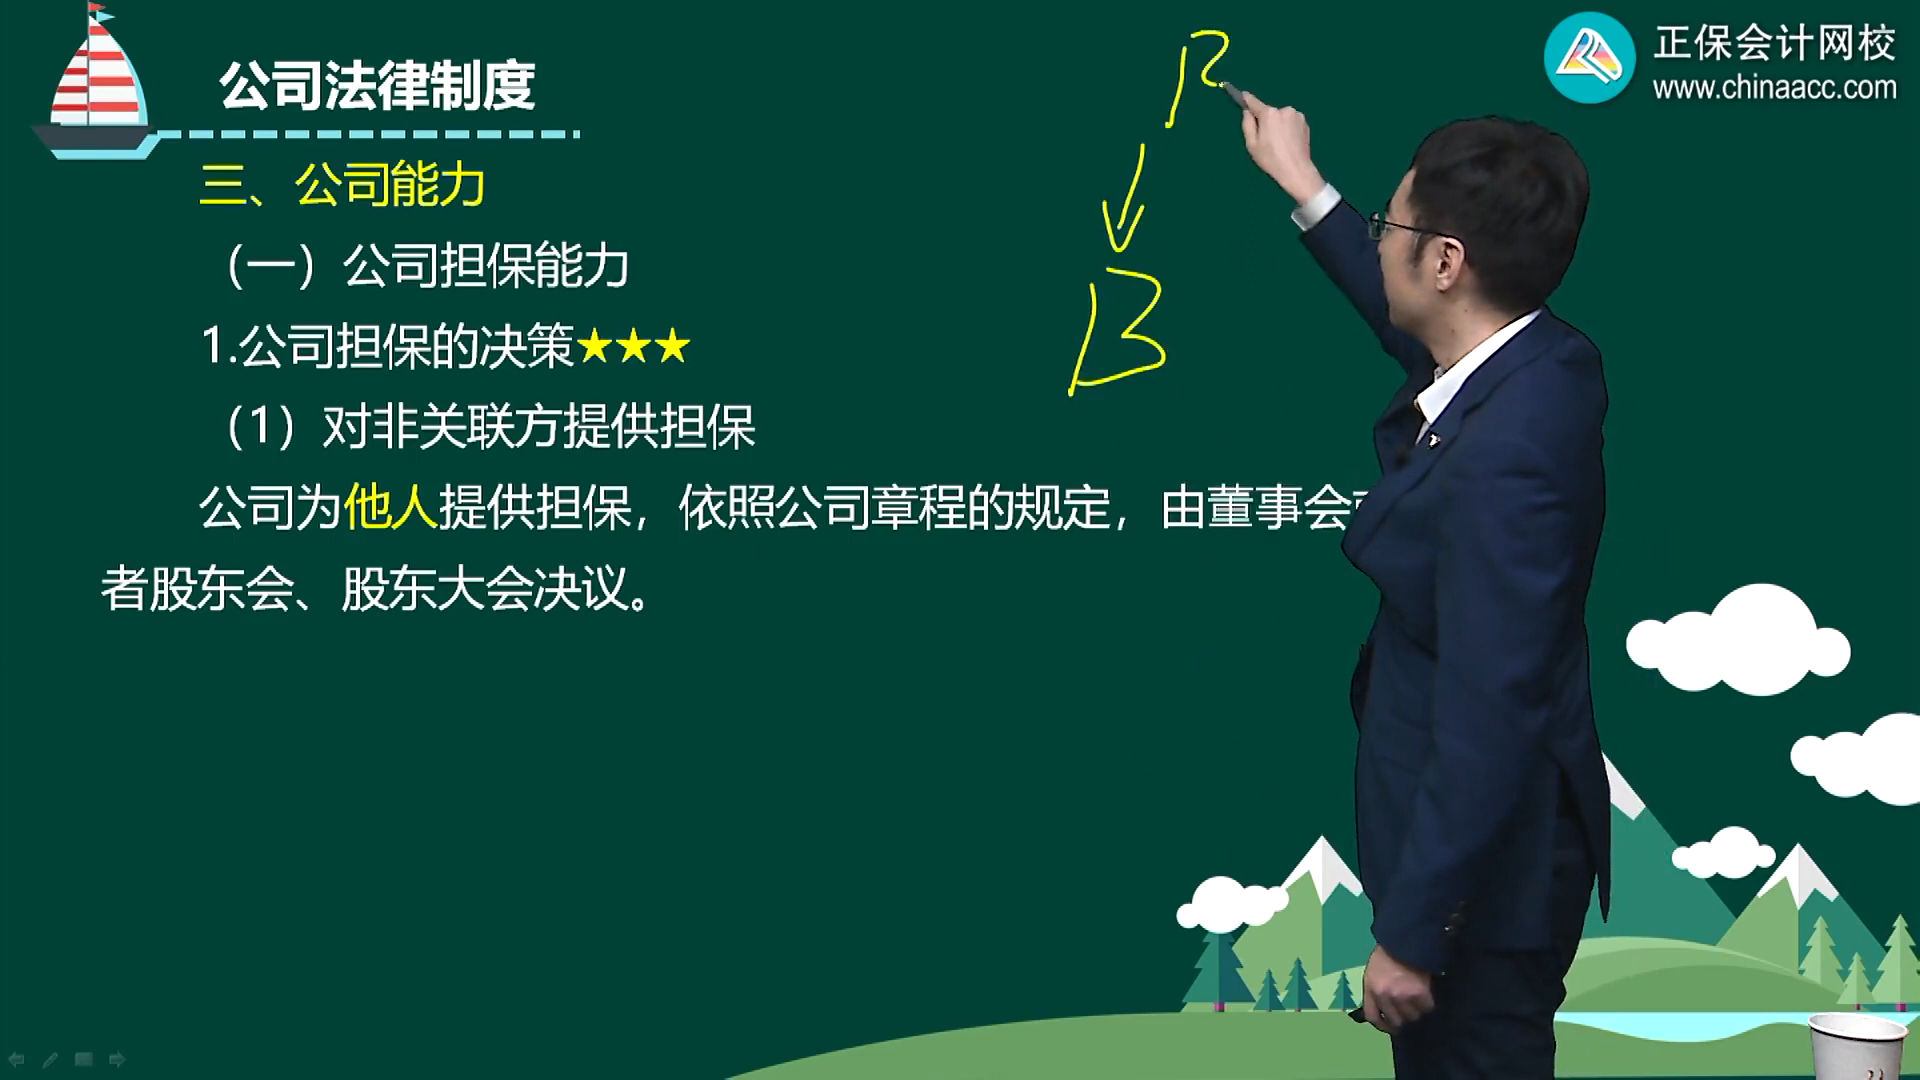 正保会计网校
www.chinaacc.com
公司法律制度
三、公司能力
（一）公司担保能力
1.公司担保的决策★★★
（1）对非关联方提供担保
公司为他人提供担保，依照公司章程的规定，由董事会
者股东会、股东大会决议。
B